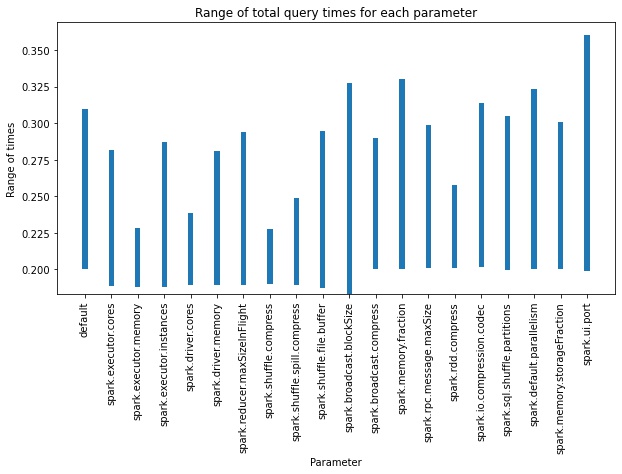 Range of total query times for each parameter
0.350
0.325
0.300
0.275
0.250
0.225
0.200
Range of times
default
spark.executor.cores
spark.executor.memory
spark.executor.instances
spark.driver.cores
spark.driver.memory
spark.reducer.maxSizeInFlight
spark.shuffle.compress
spark.shuffle.spill.compress
spark.shuffle.file.buffer
spark.broadcast.blockSize
spark.broadcast.compress
spark.memory.fraction
spark.rpc.message.maxSize
spark.rdd.compress
spark.io.compression.codec
spark.sql.shuffle.partitions
spark.default.parallelism
spark.memory.storageFraction
spark.ui.port
Parameter